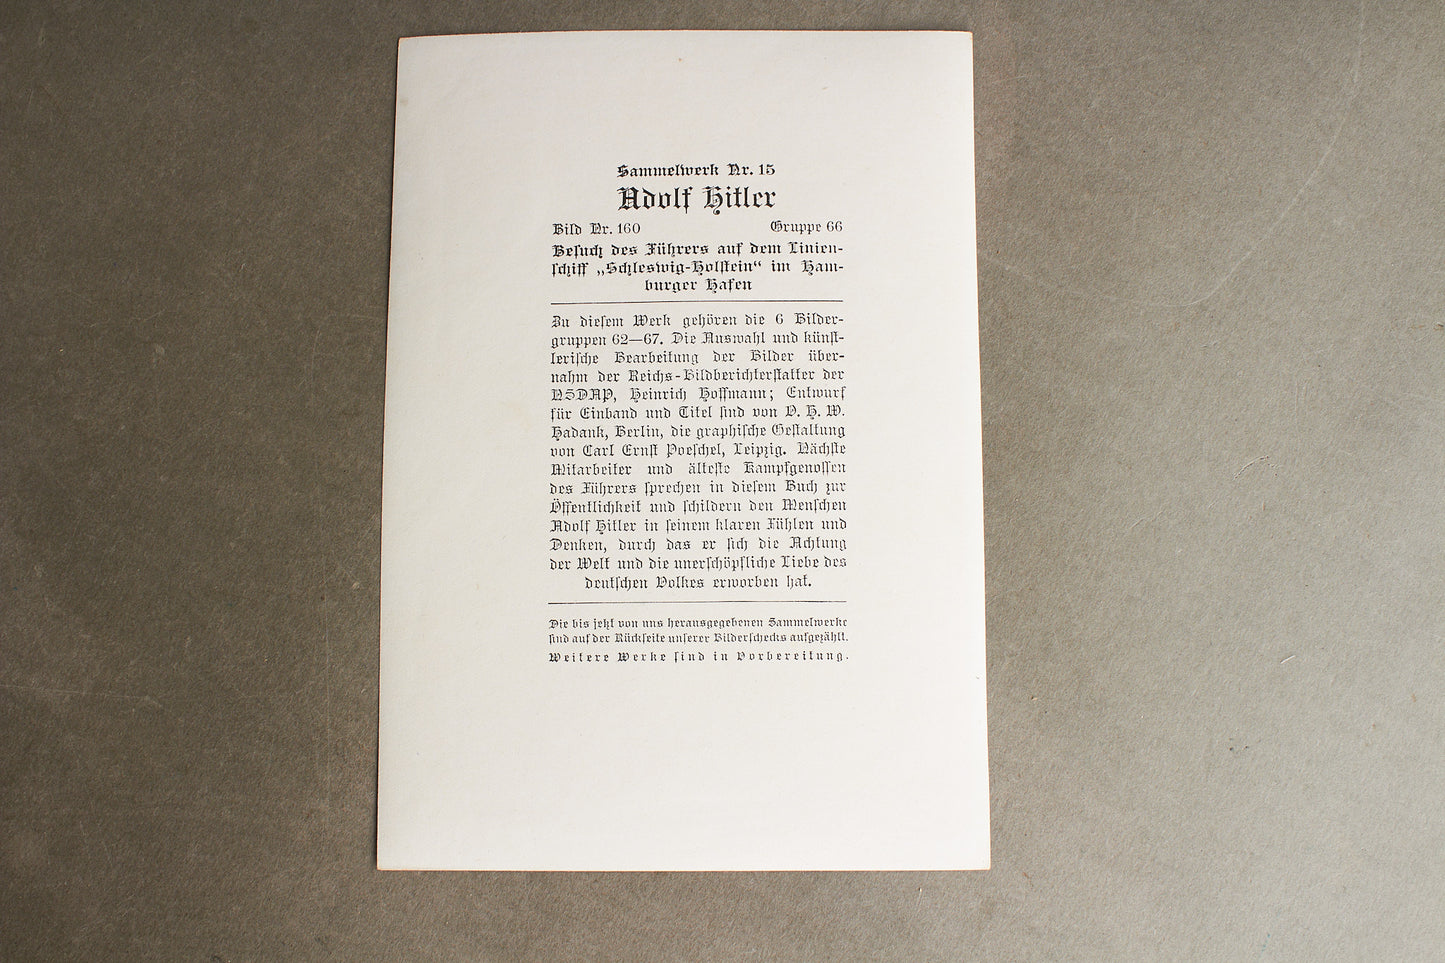 Sammelwerk Nr. 15
Adolf Hitler
Bild Nr. 160 Gruppe 66
Besuch des Führers auf dem Linien-
schiff „Schleswig-Holstein“ im Ham-
burger Hafen
Zu diesem Werk gehören die 6 Bilder-
gruppen 62—67. Die Auswahl und künst-
lerische Bearbeitung der Bilder über-
nahm der Reichs-Bildberichterstatter der
NSDAP, Heinrich Hoffmann; Entwurf
für Einband und Titel sind von O. H. W.
Hadank, Berlin, die graphische Gestaltung
von Carl Ernst Poeschel, Leipzig. Nächste
Mitarbeiter und älteste Kampfgenossen
des Führers sprechen in diesem Buch zur
Öffentlichkeit und schildern den Menschen
Adolf Hitler in seinem klaren Fühlen und
Denken, durch das er sich die Achtung
der Welt und die unerschöpfliche Liebe des
deutschen Volkes erworben hat.
Die bis jetzt von uns herausgegebenen Sammelwerke
sind auf der Rückseite unserer Bilderschecks aufgezählt.
Weitere Werke sind in Vorbereitung.